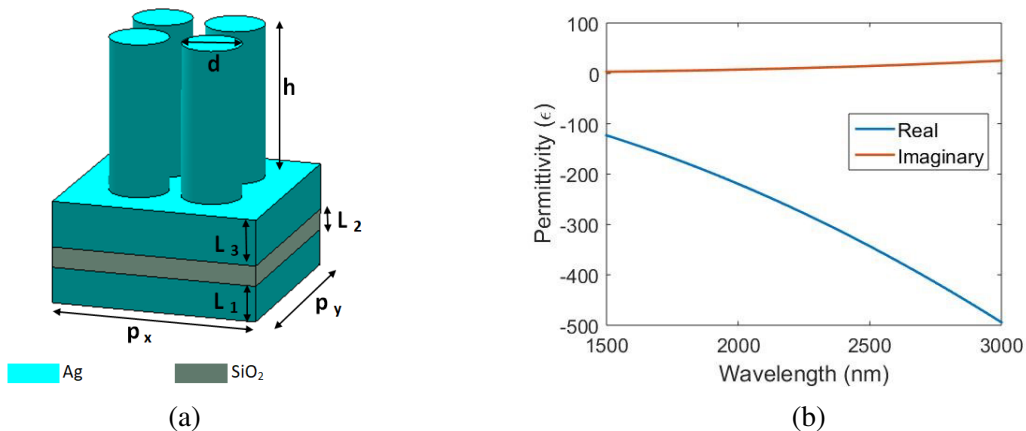 d
h
L 2
L 3
L 1
p x
p y
Ag
SiO2
(a)
100
0
-100
-200
-300
-400
-500
Permittivity (ϵ)
Real
Imaginary
1500 2000 2500 3000
Wavelength (nm)
(b)